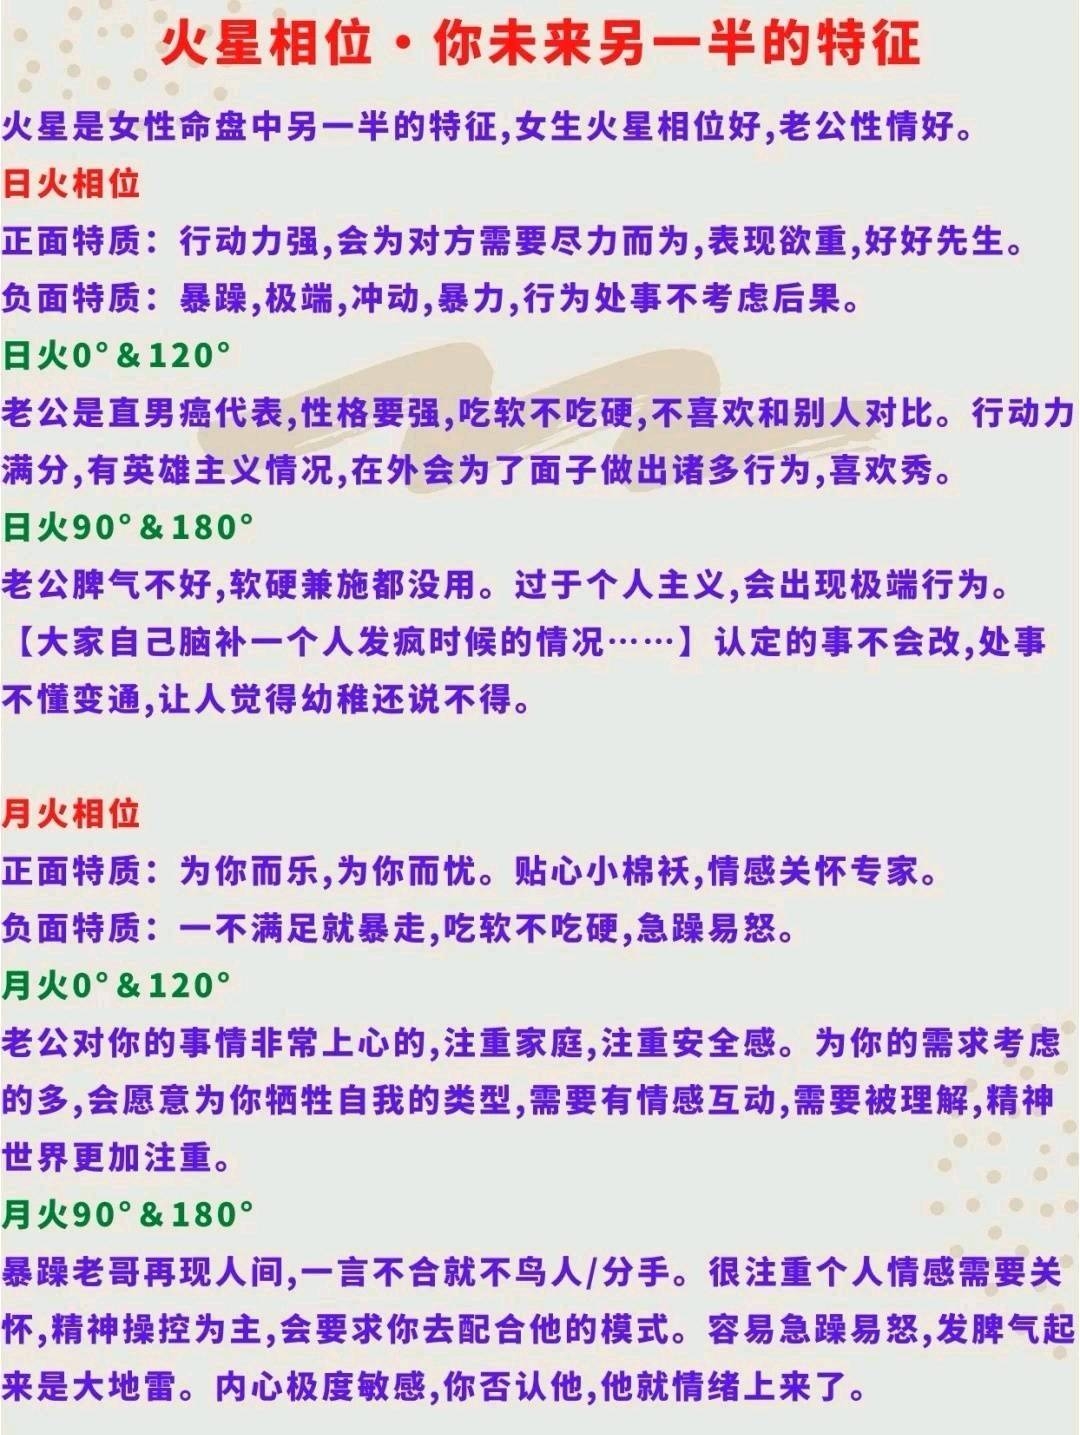 火星相位·你未来另一半的特征
火星是女性命盘中另一半的特征,女生火星相位好,老公性情好。
日火相位
正面特质：行动力强,会为对方需要尽力而为,表现欲重,好好先生。
负面特质：暴躁,极端,冲动,暴力,行为处事不考虑后果。
日火0°&120°
老公是直男癌代表,性格要强,吃软不吃硬,不喜欢和别人对比。行动力
满分,有英雄主义情况,在外会为了面子做出诸多行为,喜欢秀。
日火90°&180°
老公脾气不好,软硬兼施都没用。过于个人主义,会出现极端行为。
【大家自己脑补一个人发疯时候的情况……】认定的事不会改,处事
不懂变通,让人觉得幼稚还说不得。
月火相位
正面特质：为你而乐,为你而忧。贴心小棉袄,情感关怀专家。
负面特质：一不满足就暴走,吃软不吃硬,急躁易怒。
月火0°&120°
老公对你的事情非常上心的,注重家庭,注重安全感。为你的需求考虑
的多,会愿意为你牺牲自我的类型,需要有情感互动,需要被理解,精神
世界更加注重。
月火90°&180°
暴躁老哥再现人间,一言不合就不鸟人/分手。很注重个人情感需要关
怀,精神操控为主,会要求你去配合他的模式。容易急躁易怒,发脾气起
来是大地雷。内心极度敏感,你否认他,他就情绪上来了。